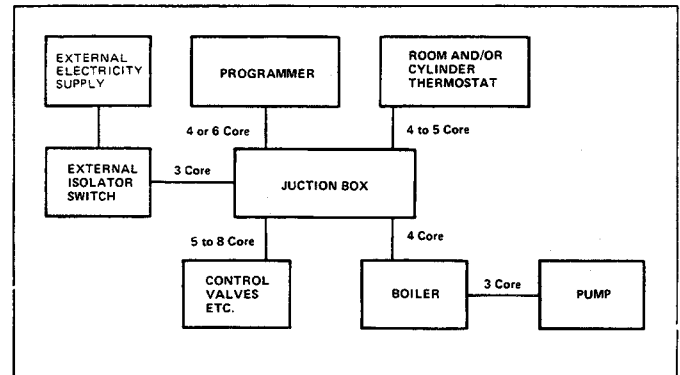 EXTERNAL
ELECTRICITY
SUPPLY
PROGRAMMER
ROOM AND/OR
CYLINDER
THERMOSTAT
4 or 6 Core
4 to 5 Core
EXTERNAL
ISOLATOR
SWITCH
3 Core
JUCTION BOX
5 to 8 Core
4 Core
CONTROL
VALVES
ETC.
BOILER
3 Core
PUMP